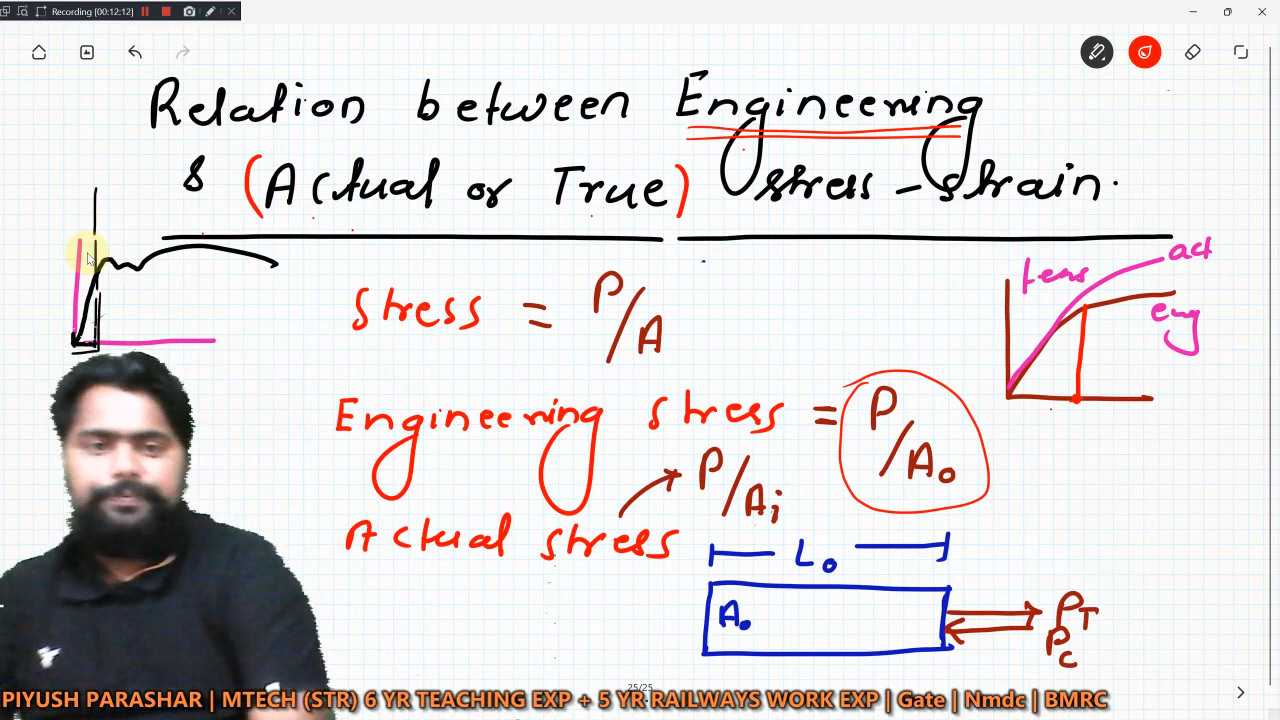 Recording [00:12:12]
Relation between Engineering
& (Actual or True) stress - strain.
tens
act
eng
Stress = P/A
Engineering stress = P/A₀
P/Ai
Actual stress
L₀
A₀
PT
Pc
25/25
PIYUSH PARASHAR | MTECH (STR) 6 YR TEACHING EXP + 5 YR RAILWAYS WORK EXP | Gate | Nmdc | BMRC